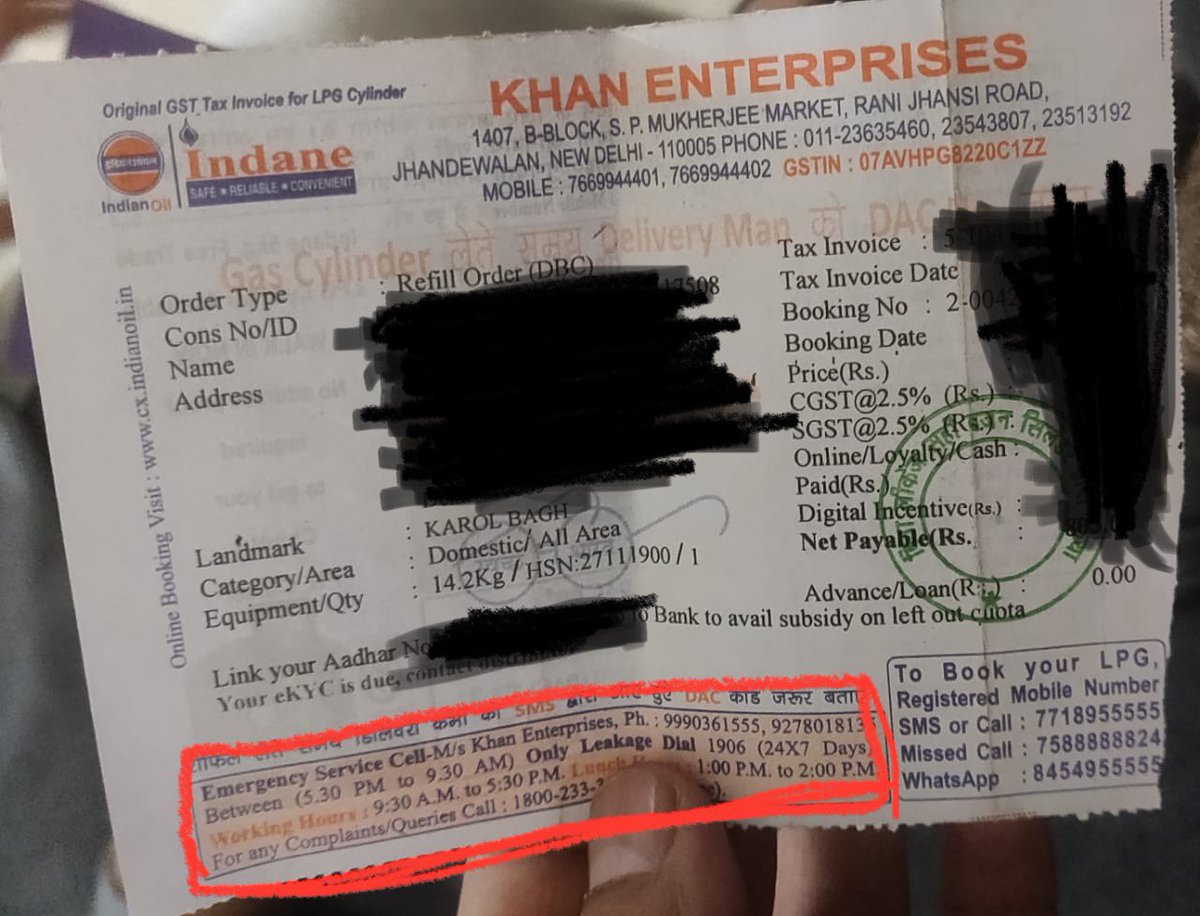 Original GST Tax Invoice for LPG Cylinder
इंडियनऑयल
IndianOil
Indane
SAFE • RELIABLE • CONVENIENT
KHAN ENTERPRISES
1407, B-BLOCK, S. P. MUKHERJEE MARKET, RANI JHANSI ROAD,
JHANDEWALAN, NEW DELHI - 110005 PHONE : 011-23635460, 23543807, 23513192
MOBILE : 7669944401, 7669944402 GSTIN : 07AVHPG8220C1ZZ
Gas Cylinder लेते समय Delivery Man को DAC
Online Booking Visit : www.cx.indianoil.in
Order Type : Refill Order (DBC)
Cons No/ID 17508
Name
Address
Landmark : KAROL BAGH
Category/Area : Domestic/ All Area
Equipment/Qty : 14.2Kg / HSN:27111900 / 1
Tax Invoice :
Tax Invoice Date
Booking No : 2-004
Booking Date
Price(Rs.)
CGST@2.5% (Rs.) :
SGST@2.5% (Rs.)
Online/Loyalty/Cash :
Paid(Rs.)
Digital Incentive(Rs.) :
Net Payable(Rs. :
Advance/Loan(Rs.) : 0.00
Link your Aadhar No to Bank to avail subsidy on left out quota
Your eKYC is due, contact distributor
समय डिलिवरी SMS द्वारा DAC कोड जरूर बताएं
Emergency Service Cell-M/s Khan Enterprises, Ph. : 9990361555, 9278018135
Between (5.30 PM to 9.30 AM) Only Leakage Dial 1906 (24X7 Days)
Working Hours : 9:30 A.M. to 5:30 P.M. Lunch : 1:00 P.M. to 2:00 P.M.
For any Complaints/Queries Call : 1800-233-
To Book your LPG,
Registered Mobile Number
SMS or Call : 7718955555
Missed Call : 7588888824
WhatsApp : 8454955555